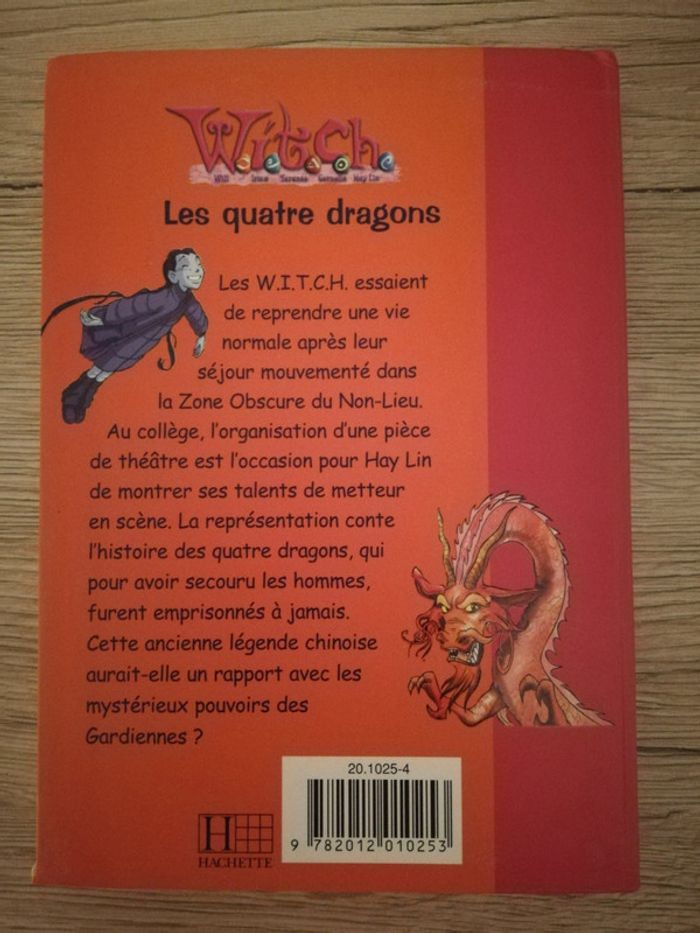 W.i.t.c.h.
Will Irma Taranee Cornelia Hay Lin
Les quatre dragons
Les W.I.T.C.H. essaient
de reprendre une vie
normale après leur
séjour mouvementé dans
la Zone Obscure du Non-Lieu.
Au collège, l'organisation d'une pièce
de théâtre est l'occasion pour Hay Lin
de montrer ses talents de metteur
en scène. La représentation conte
l'histoire des quatre dragons, qui
pour avoir secouru les hommes,
furent emprisonnés à jamais.
Cette ancienne légende chinoise
aurait-elle un rapport avec les
mystérieux pouvoirs des
Gardiennes ?
20.1025-4
9 782012 010253
H
HACHETTE